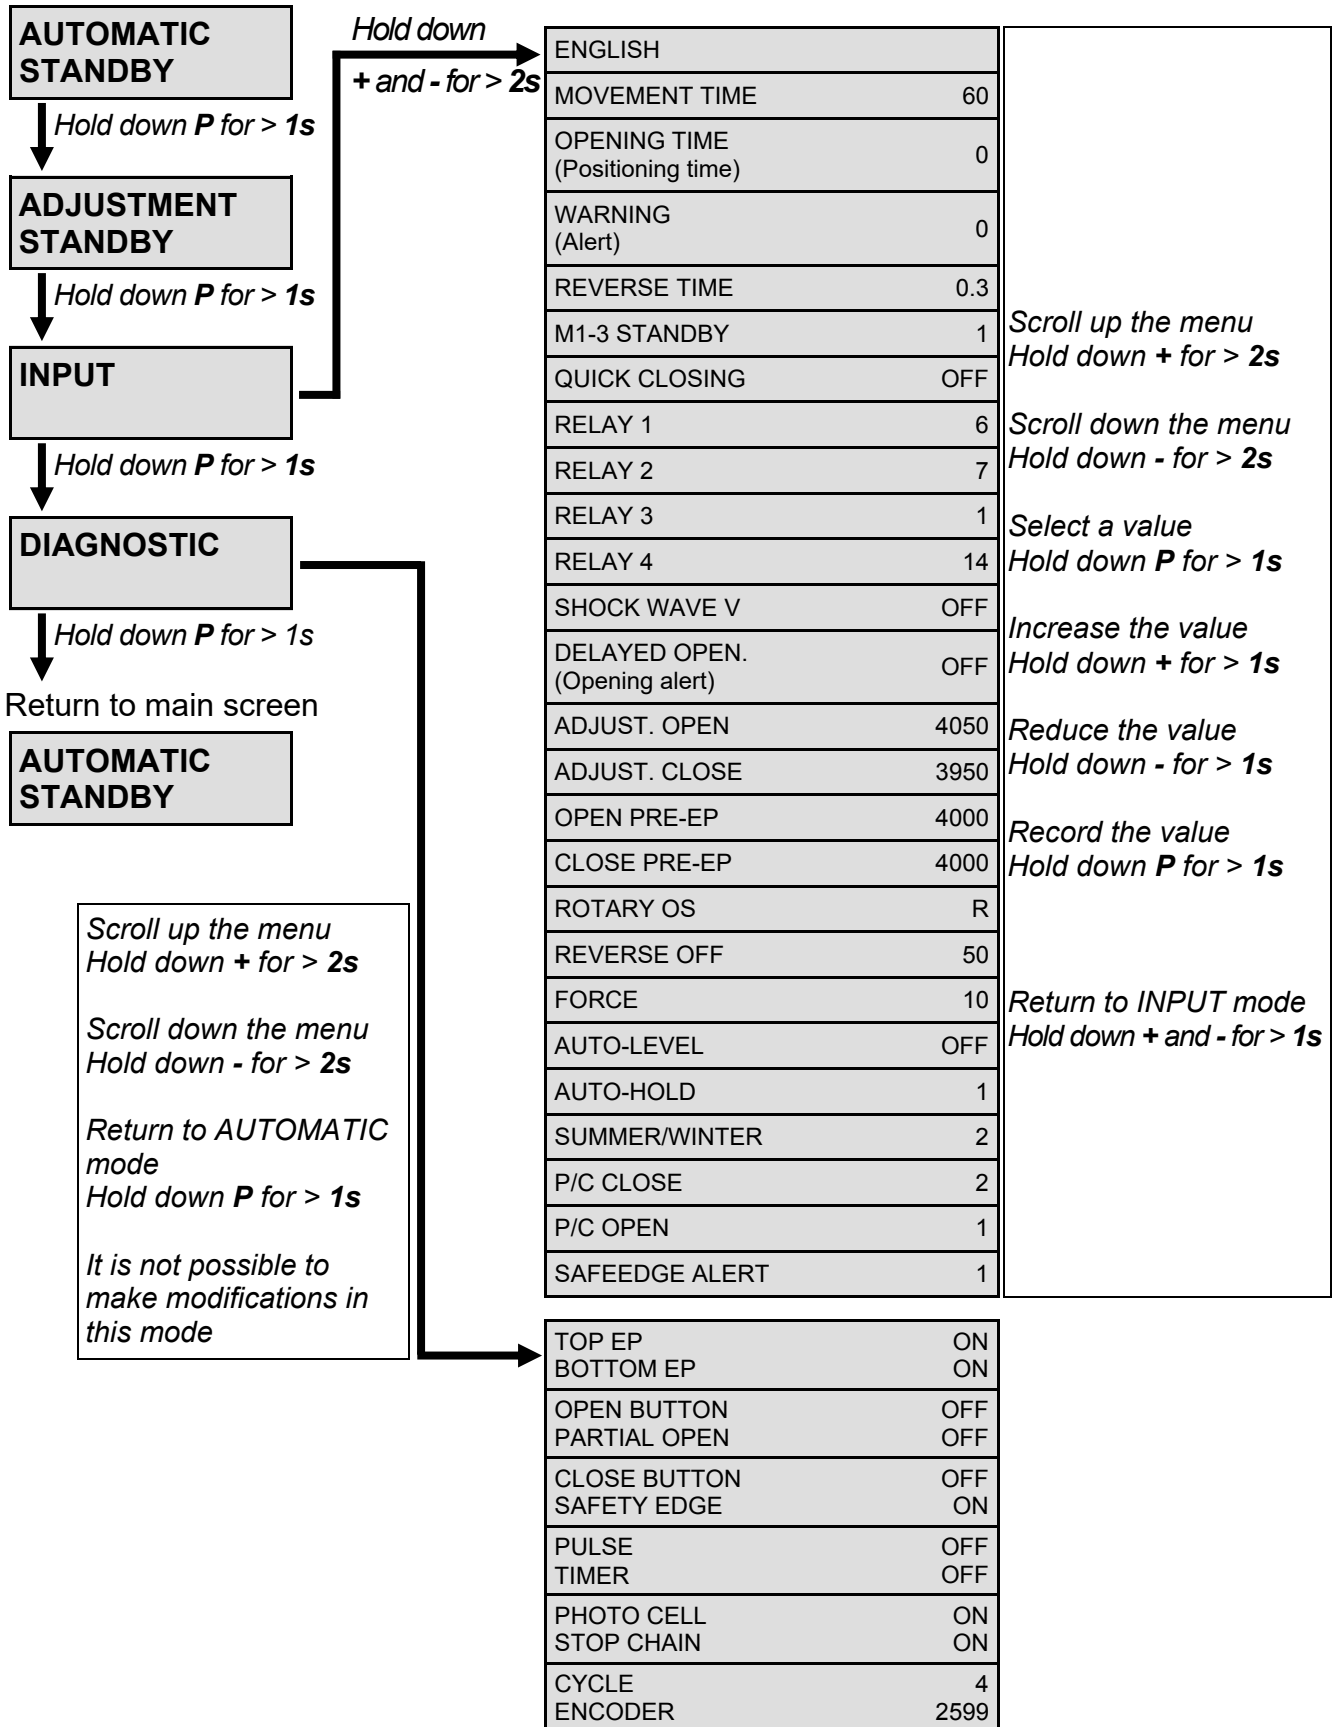 AUTOMATIC
STANDBY
Hold down P for > 1s
ADJUSTMENT
STANDBY
Hold down P for > 1s
INPUT
Hold down P for > 1s
DIAGNOSTIC
Hold down P for > 1s
Return to main screen
AUTOMATIC
STANDBY
Hold down
+ and - for > 2s
ENGLISH
MOVEMENT TIME 60
OPENING TIME
(Positioning time) 0
WARNING
(Alert) 0
REVERSE TIME 0.3
M1-3 STANDBY 1
QUICK CLOSING OFF
RELAY 1 6
RELAY 2 7
RELAY 3 1
RELAY 4 14
SHOCK WAVE V OFF
DELAYED OPEN.
(Opening alert) OFF
ADJUST. OPEN 4050
ADJUST. CLOSE 3950
OPEN PRE-EP 4000
CLOSE PRE-EP 4000
ROTARY OS R
REVERSE OFF 50
FORCE 10
AUTO-LEVEL OFF
AUTO-HOLD 1
SUMMER/WINTER 2
P/C CLOSE 2
P/C OPEN 1
SAFEEDGE ALERT 1
Scroll up the menu
Hold down + for > 2s
Scroll down the menu
Hold down - for > 2s
Select a value
Hold down P for > 1s
Increase the value
Hold down + for > 1s
Reduce the value
Hold down - for > 1s
Record the value
Hold down P for > 1s
Return to INPUT mode
Hold down + and - for > 1s
Scroll up the menu
Hold down + for > 2s
Scroll down the menu
Hold down - for > 2s
Return to AUTOMATIC
mode
Hold down P for > 1s
It is not possible to
make modifications in
this mode
TOP EP ON
BOTTOM EP ON
OPEN BUTTON OFF
PARTIAL OPEN OFF
CLOSE BUTTON OFF
SAFETY EDGE ON
PULSE OFF
TIMER OFF
PHOTO CELL ON
STOP CHAIN ON
CYCLE 4
ENCODER 2599